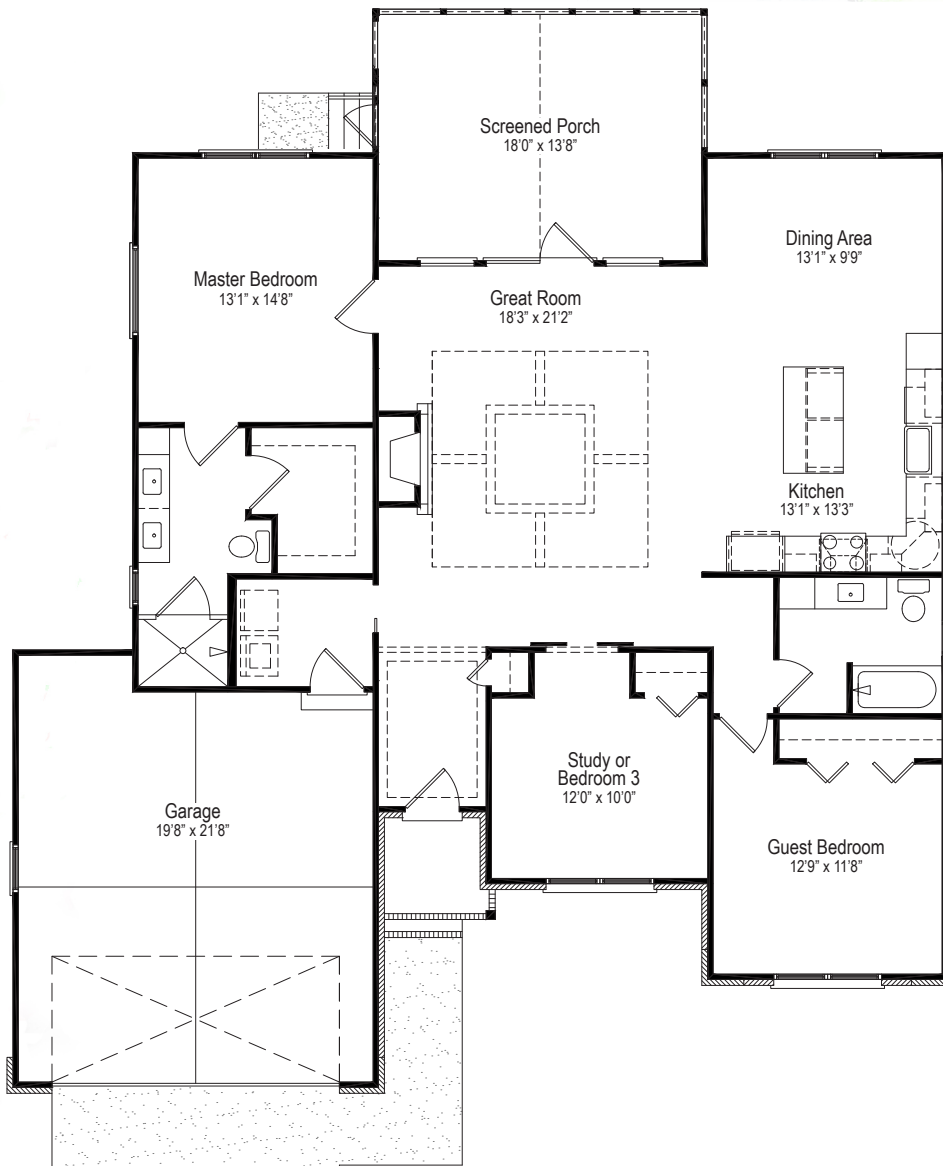 Screened Porch
18'0" x 13'8"
Dining Area
13'1" x 9'9"
Master Bedroom
13'1" x 14'8"
Great Room
18'3" x 21'2"
Kitchen
13'1" x 13'3"
Study or
Bedroom 3
12'0" x 10'0"
Garage
19'8" x 21'8"
Guest Bedroom
12'9" x 11'8"